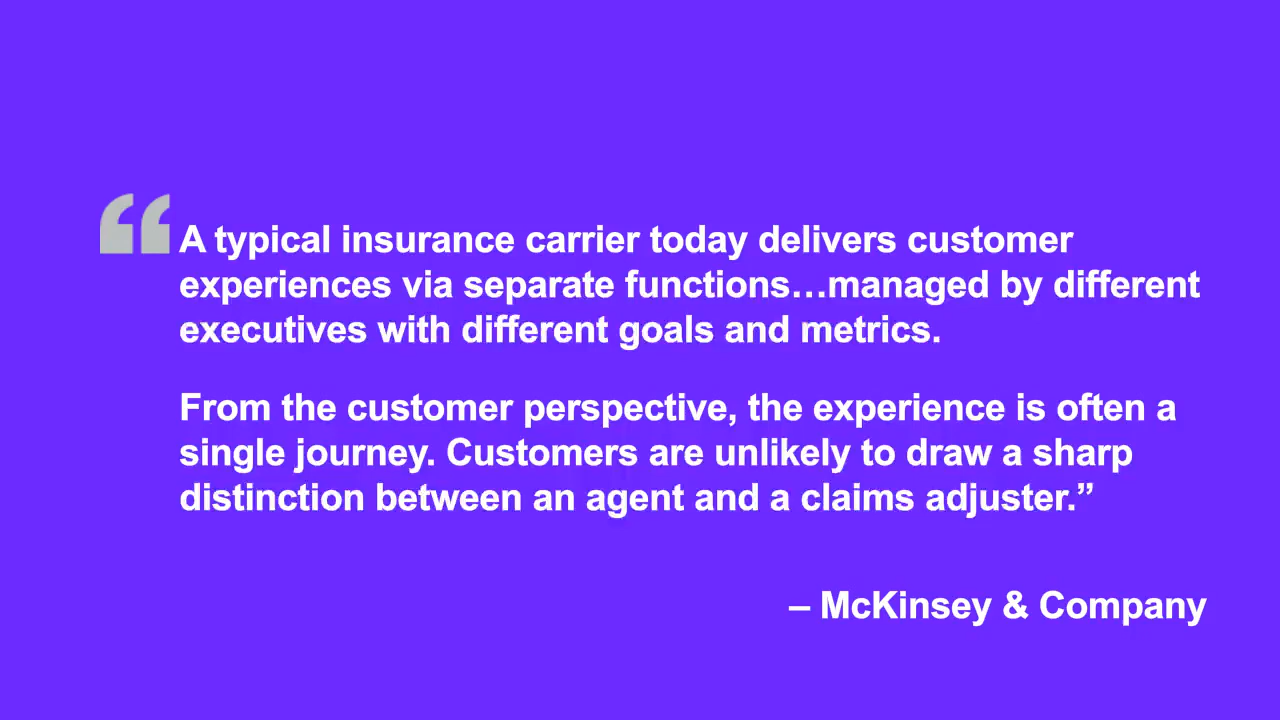 “A typical insurance carrier today delivers customer
experiences via separate functions…managed by different
executives with different goals and metrics.
From the customer perspective, the experience is often a
single journey. Customers are unlikely to draw a sharp
distinction between an agent and a claims adjuster.”
– McKinsey & Company